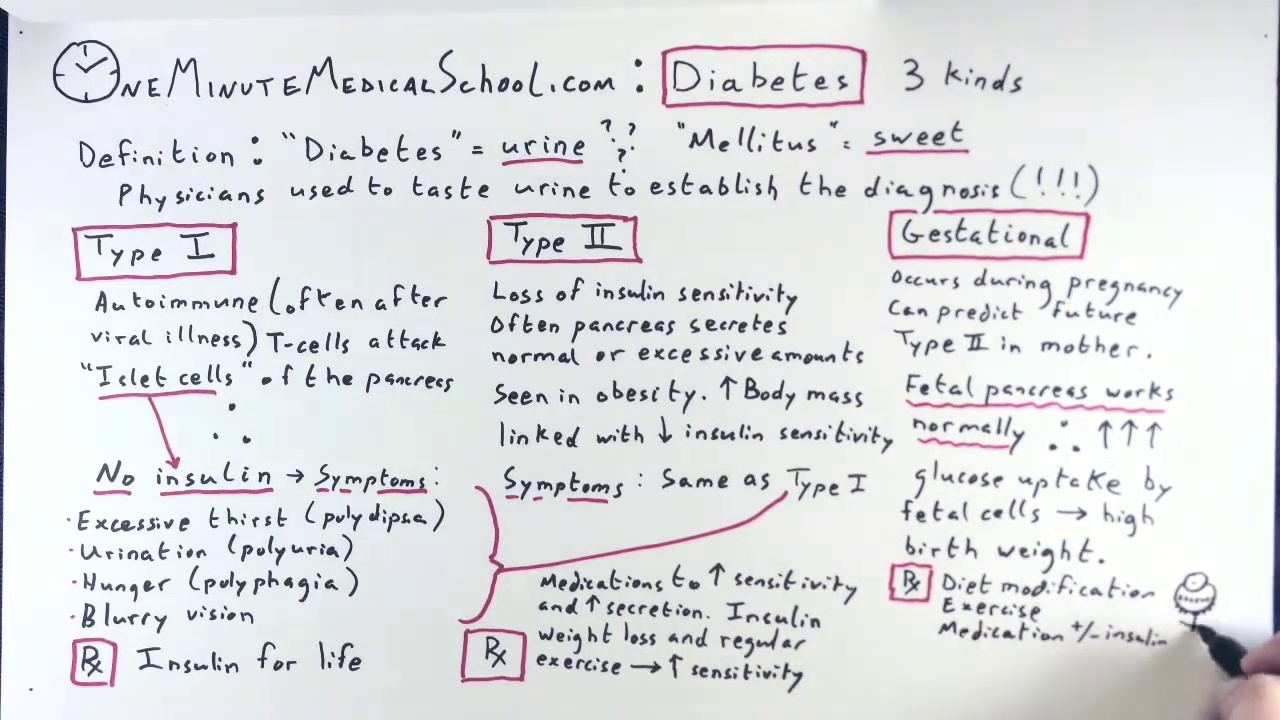 OneMinuteMedicalSchool.com : Diabetes 3 kinds
Definition : "Diabetes" = urine ? ? ? "Mellitus" = sweet
Physicians used to taste urine to establish the diagnosis (!!!)
Type I
Autoimmune (often after
viral illness) T-cells attack
"Islet cells" of the pancreas
∴
No insulin → Symptoms :
· Excessive thirst (polydipsia)
· Urination (polyuria)
· Hunger (polyphagia)
· Blurry vision
Rx Insulin for life
Type II
Loss of insulin sensitivity
Often pancreas secretes
normal or excessive amounts
Seen in obesity. ↑ Body mass
linked with ↓ insulin sensitivity
Symptoms : Same as Type I
Rx
Medications to ↑ sensitivity
and ↑ secretion. Insulin
weight loss and regular
exercise → ↑ sensitivity
Gestational
Occurs during pregnancy
Can predict future
Type II in mother.
Fetal pancreas works
normally ∴ ↑↑↑
glucose uptake by
fetal cells → high
birth weight.
Rx Diet modification
Exercise
Medication +/- insulin